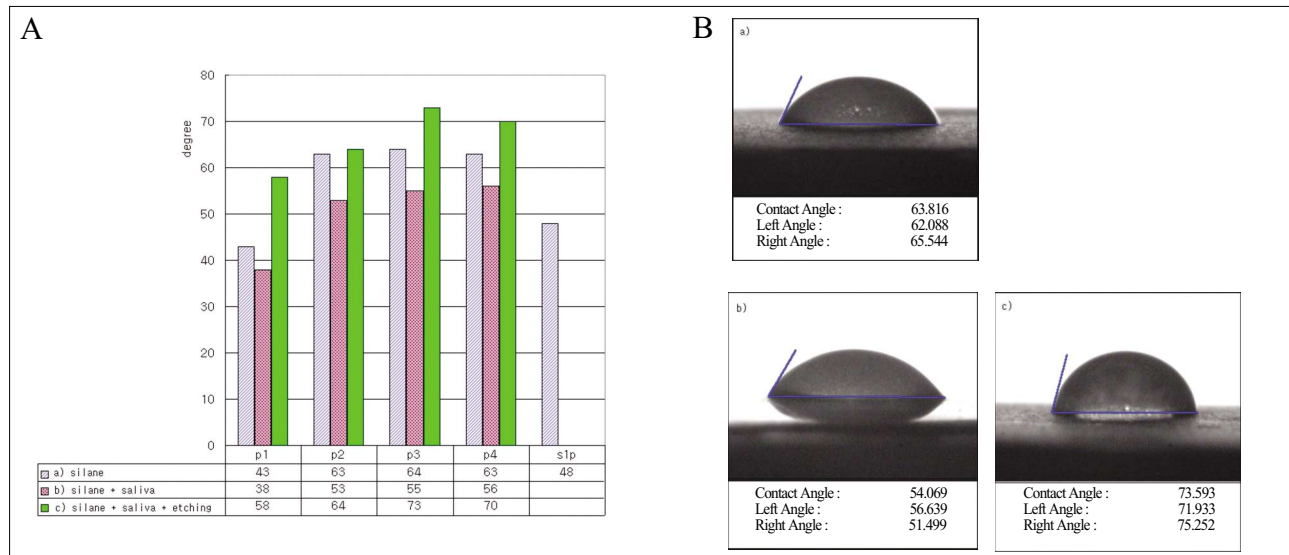 A
degree
80
70
60
50
40
30
20
10
0
p1 p2 p3 p4 s1p
a) silane 43 63 64 63 48
b) silane + saliva 38 53 55 56
c) silane + saliva + etching 58 64 73 70
B
a)
Contact Angle : 63.816
Left Angle : 62.088
Right Angle : 65.544
b)
Contact Angle : 54.069
Left Angle : 56.639
Right Angle : 51.499
c)
Contact Angle : 73.593
Left Angle : 71.933
Right Angle : 75.252